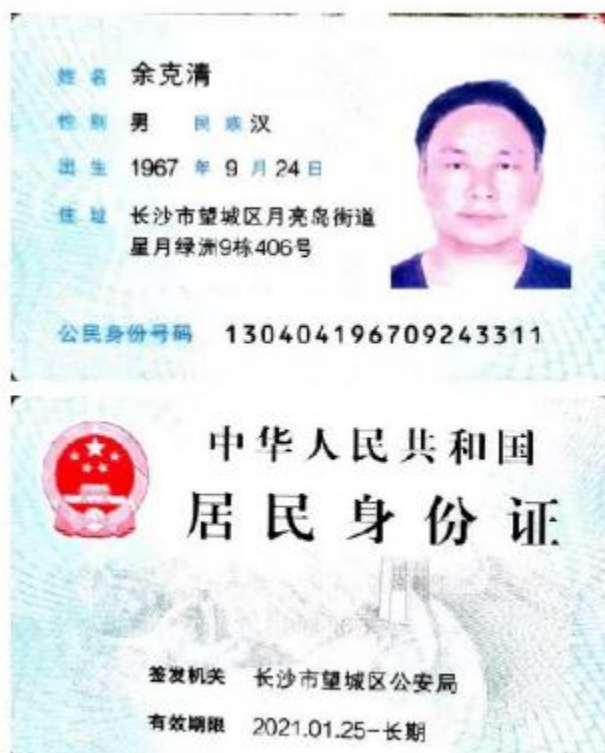 姓名 余克清
性别 男 民族 汉
出生 1967 年 9 月 24 日
住址 长沙市望城区月亮岛街道
星月绿洲9栋406号
公民身份号码 130404196709243311
中华人民共和国
居民身份证
签发机关 长沙市望城区公安局
有效期限 2021.01.25-长期